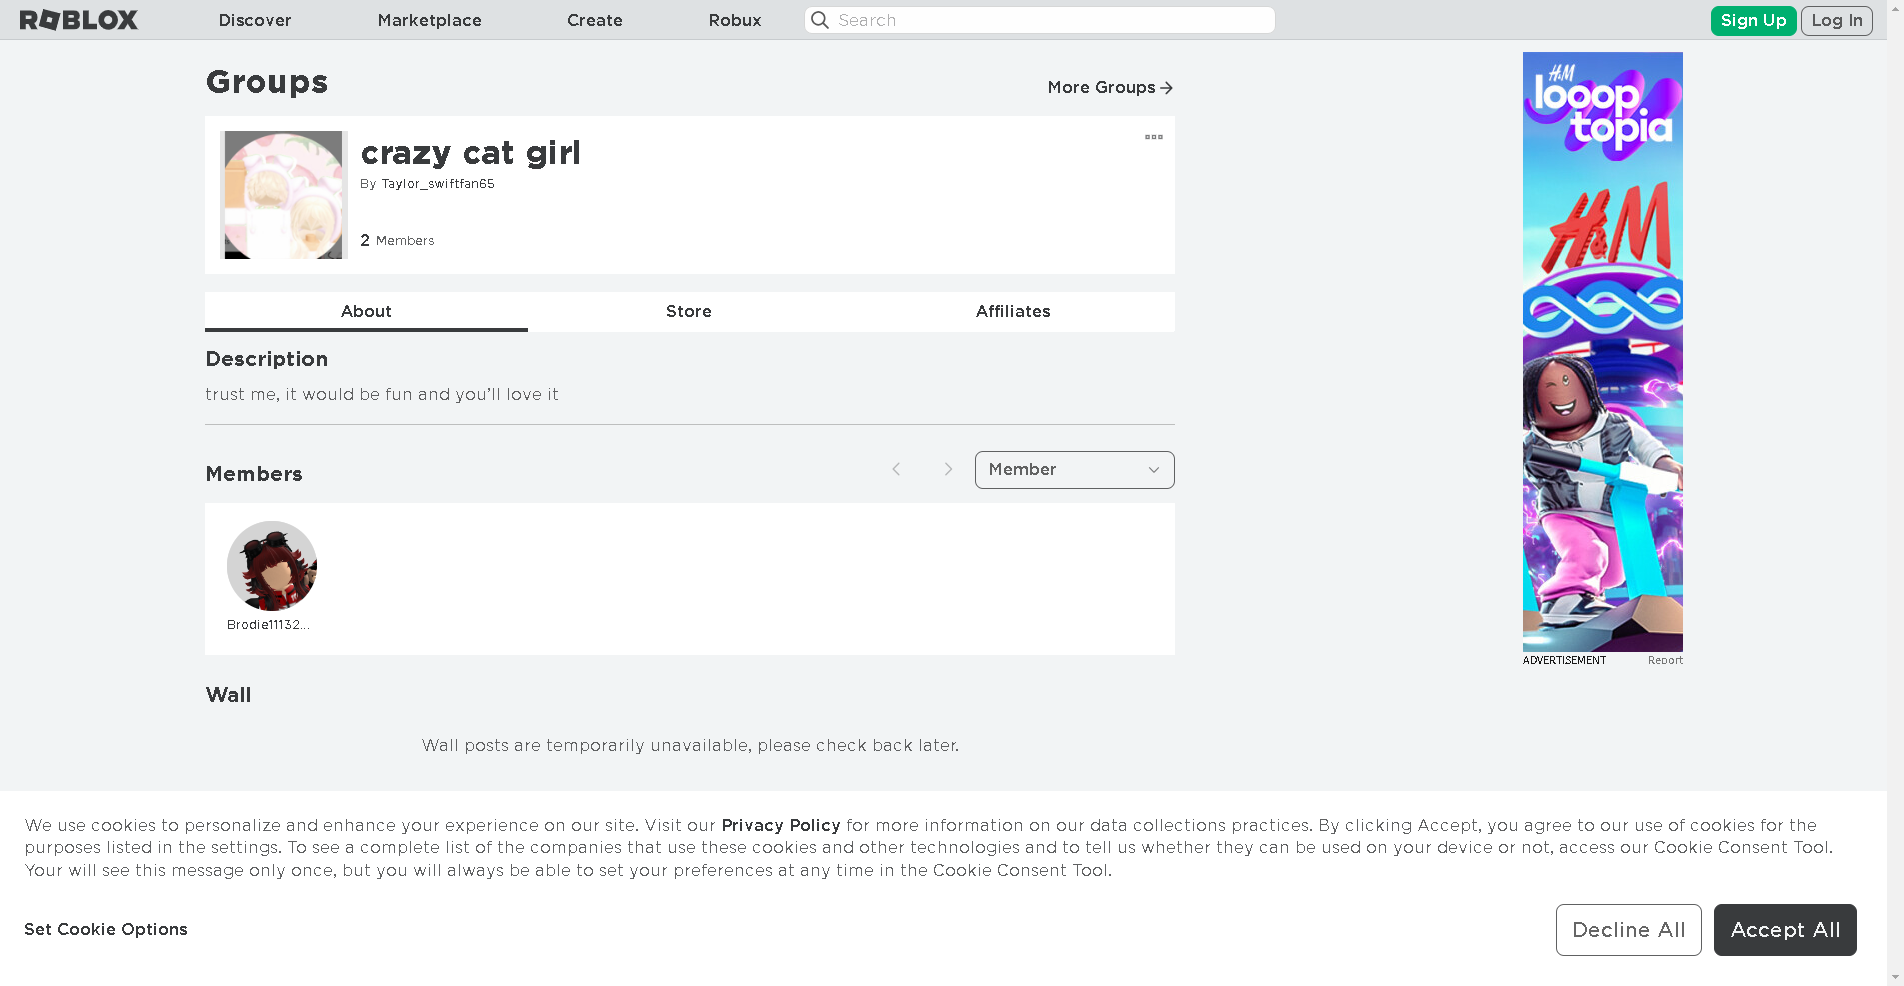 ROBLOX Discover Marketplace Create Robux Search Sign Up Log In
Groups
More Groups
crazy cat girl
By Taylor_swiftfan65
2 Members
About Store Affiliates
Description
trust me, it would be fun and you'll love it
Members
Member
Brodie11132...
Wall
Wall posts are temporarily unavailable, please check back later.
H&M
looop
topia
H&M
ADVERTISEMENT Report
We use cookies to personalize and enhance your experience on our site. Visit our Privacy Policy for more information on our data collections practices. By clicking Accept, you agree to our use of cookies for the
purposes listed in the settings. To see a complete list of the companies that use these cookies and other technologies and to tell us whether they can be used on your device or not, access our Cookie Consent Tool.
Your will see this message only once, but you will always be able to set your preferences at any time in the Cookie Consent Tool.
Set Cookie Options
Decline All Accept All